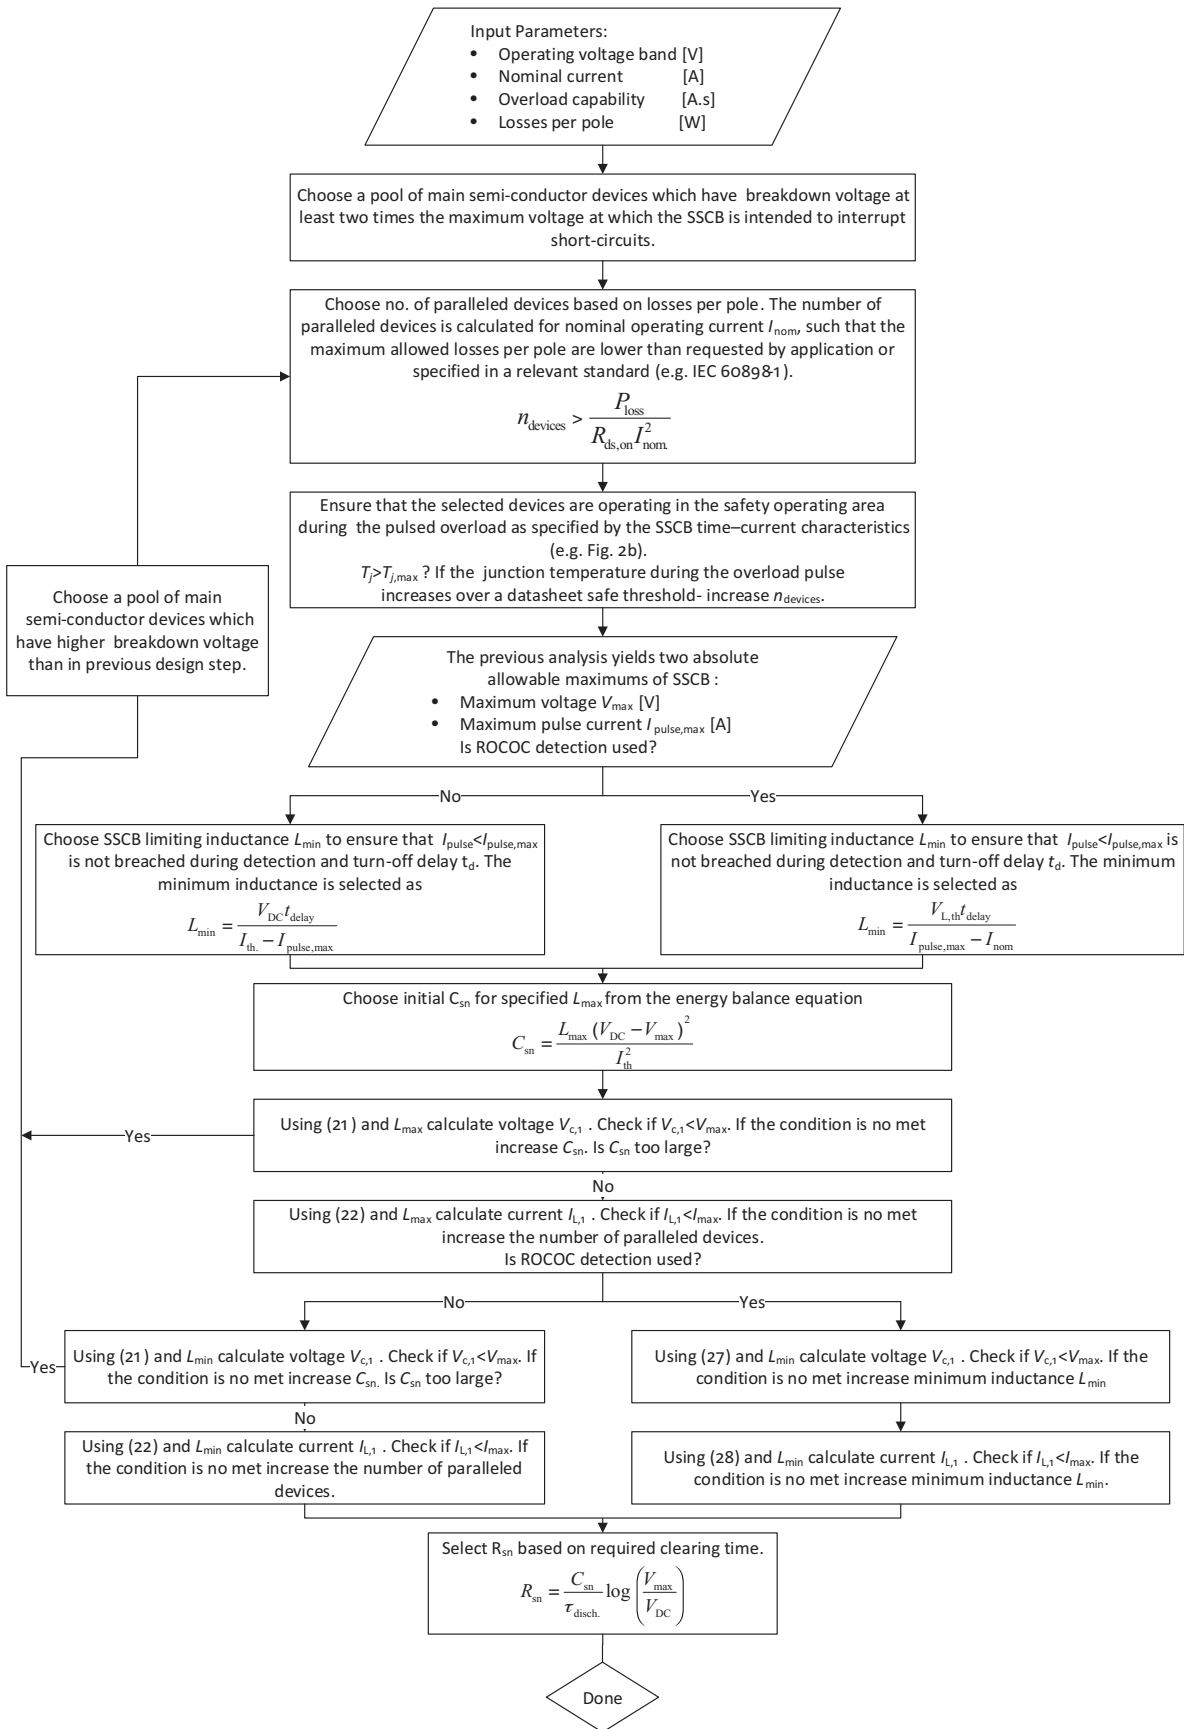 Input Parameters:
• Operating voltage band [V]
• Nominal current [A]
• Overload capability [A.s]
• Losses per pole [W]
Choose a pool of main semi-conductor devices which have breakdown voltage at
least two times the maximum voltage at which the SSCB is intended to interrupt
short-circuits.
Choose no. of paralleled devices based on losses per pole. The number of
paralleled devices is calculated for nominal operating current I_nom, such that the
maximum allowed losses per pole are lower than requested by application or
specified in a relevant standard (e.g. IEC 60898-1).
n_devices > P_loss / (R_ds,on I²_nom.)
Ensure that the selected devices are operating in the safety operating area
during the pulsed overload as specified by the SSCB time–current characteristics
(e.g. Fig. 2b).
T_j>T_j,max ? If the junction temperature during the overload pulse
increases over a datasheet safe threshold- increase n_devices.
Choose a pool of main
semi-conductor devices which
have higher breakdown voltage
than in previous design step.
The previous analysis yields two absolute
allowable maximums of SSCB :
• Maximum voltage V_max [V]
• Maximum pulse current I_pulse,max [A]
Is ROCOC detection used?
No
Yes
Choose SSCB limiting inductance L_min to ensure that I_pulse<I_pulse,max
is not breached during detection and turn-off delay t_d. The
minimum inductance is selected as
L_min = V_DC t_delay / (I_th. − I_pulse,max)
Choose SSCB limiting inductance L_min to ensure that I_pulse<I_pulse,max is
not breached during detection and turn-off delay t_d. The minimum
inductance is selected as
L_min = V_L,th t_delay / (I_pulse,max − I_nom)
Choose initial C_sn for specified L_max from the energy balance equation
C_sn = L_max (V_DC − V_max)² / I²_th
Using (21) and L_max calculate voltage V_c,1 . Check if V_c,1<V_max. If the condition is no met
increase C_sn. Is C_sn too large?
Yes
No
Using (22) and L_max calculate current I_L,1 . Check if I_L,1<I_max. If the condition is no met
increase the number of paralleled devices.
Is ROCOC detection used?
No
Yes
Yes
Using (21) and L_min calculate voltage V_c,1 . Check if V_c,1<V_max. If
the condition is no met increase C_sn. Is C_sn too large?
Using (27) and L_min calculate voltage V_c,1 . Check if V_c,1<V_max. If the
condition is no met increase minimum inductance L_min
No
Using (22) and L_min calculate current I_L,1 . Check if I_L,1<I_max. If
the condition is no met increase the number of paralleled
devices.
Using (28) and L_min calculate current I_L,1 . Check if I_L,1<I_max. If the
condition is no met increase minimum inductance L_min.
Select R_sn based on required clearing time.
R_sn = C_sn / τ_disch. log (V_max / V_DC)
Done